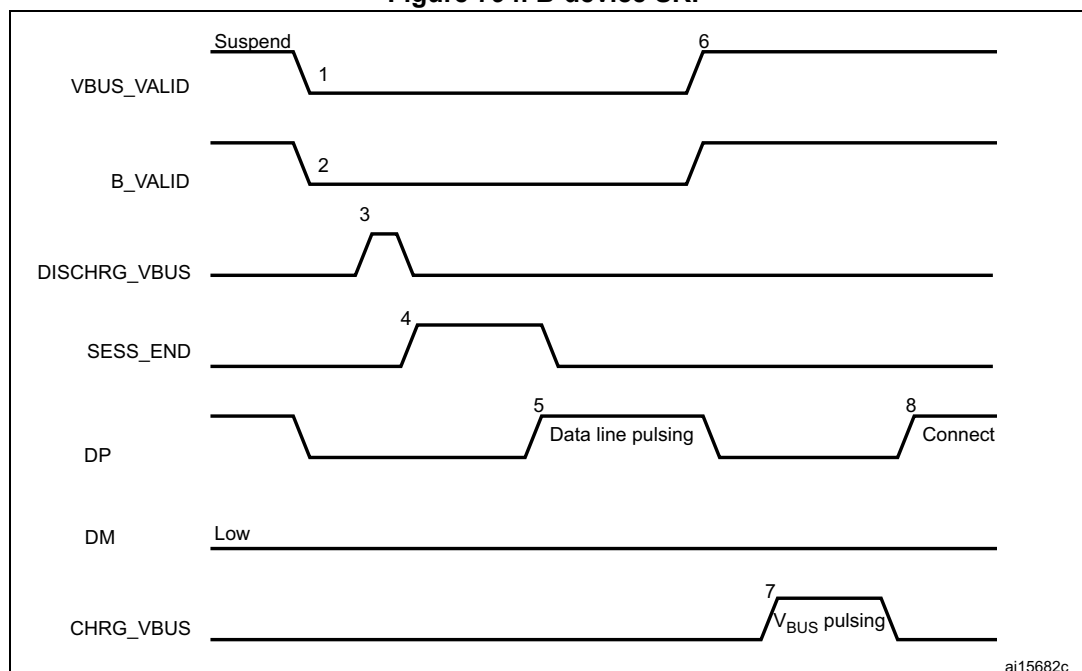 Suspend
6
VBUS_VALID
1
B_VALID
2
3
DISCHRG_VBUS
4
SESS_END
5
8
Data line pulsing
Connect
DP
DM
Low
7
VBUS pulsing
CHRG_VBUS
ai15682c